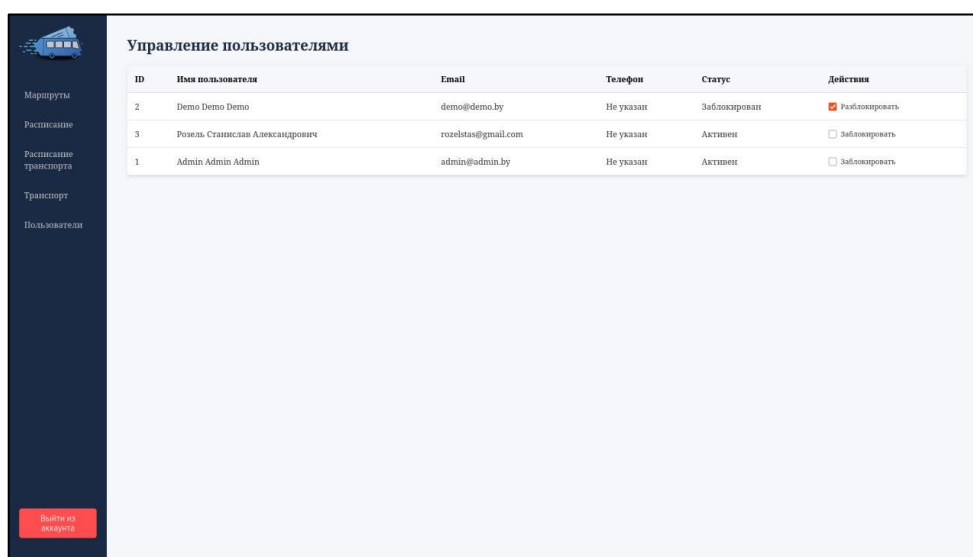 Управление пользователями
Маршруты
Расписание
Расписание
транспорта
Транспорт
Пользователи
Выйти из
аккаунта
ID Имя пользователя Email Телефон Статус Действия
2 Demo Demo Demo demo@demo.by Не указан Заблокирован Разблокировать
3 Розель Станислав Александрович rozelstas@gmail.com Не указан Активен Заблокировать
1 Admin Admin Admin admin@admin.by Не указан Активен Заблокировать